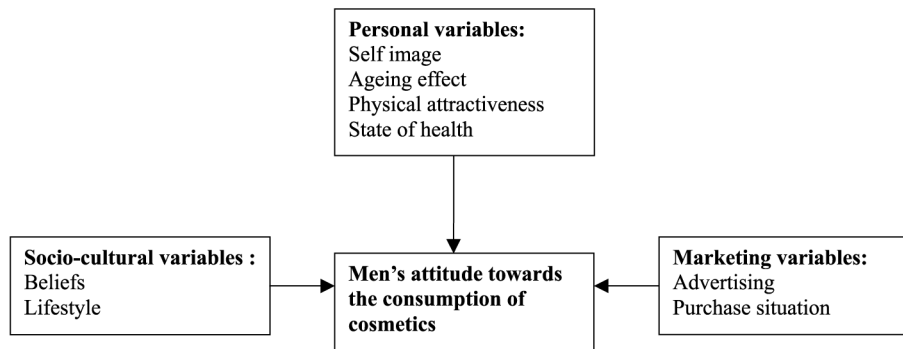 Personal variables:
Self image
Ageing effect
Physical attractiveness
State of health
Socio-cultural variables :
Beliefs
Lifestyle
Men's attitude towards
the consumption of
cosmetics
Marketing variables:
Advertising
Purchase situation